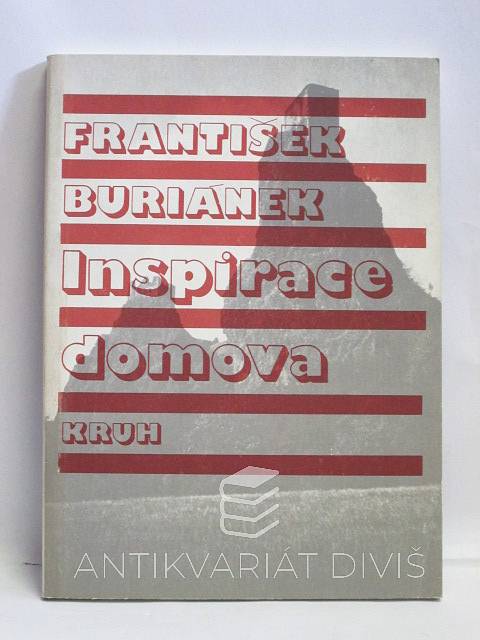 FRANTIŠEK
BURIÁNEK
Inspirace
domova
KRUH
ANTIKVARIÁT DIVIŠ